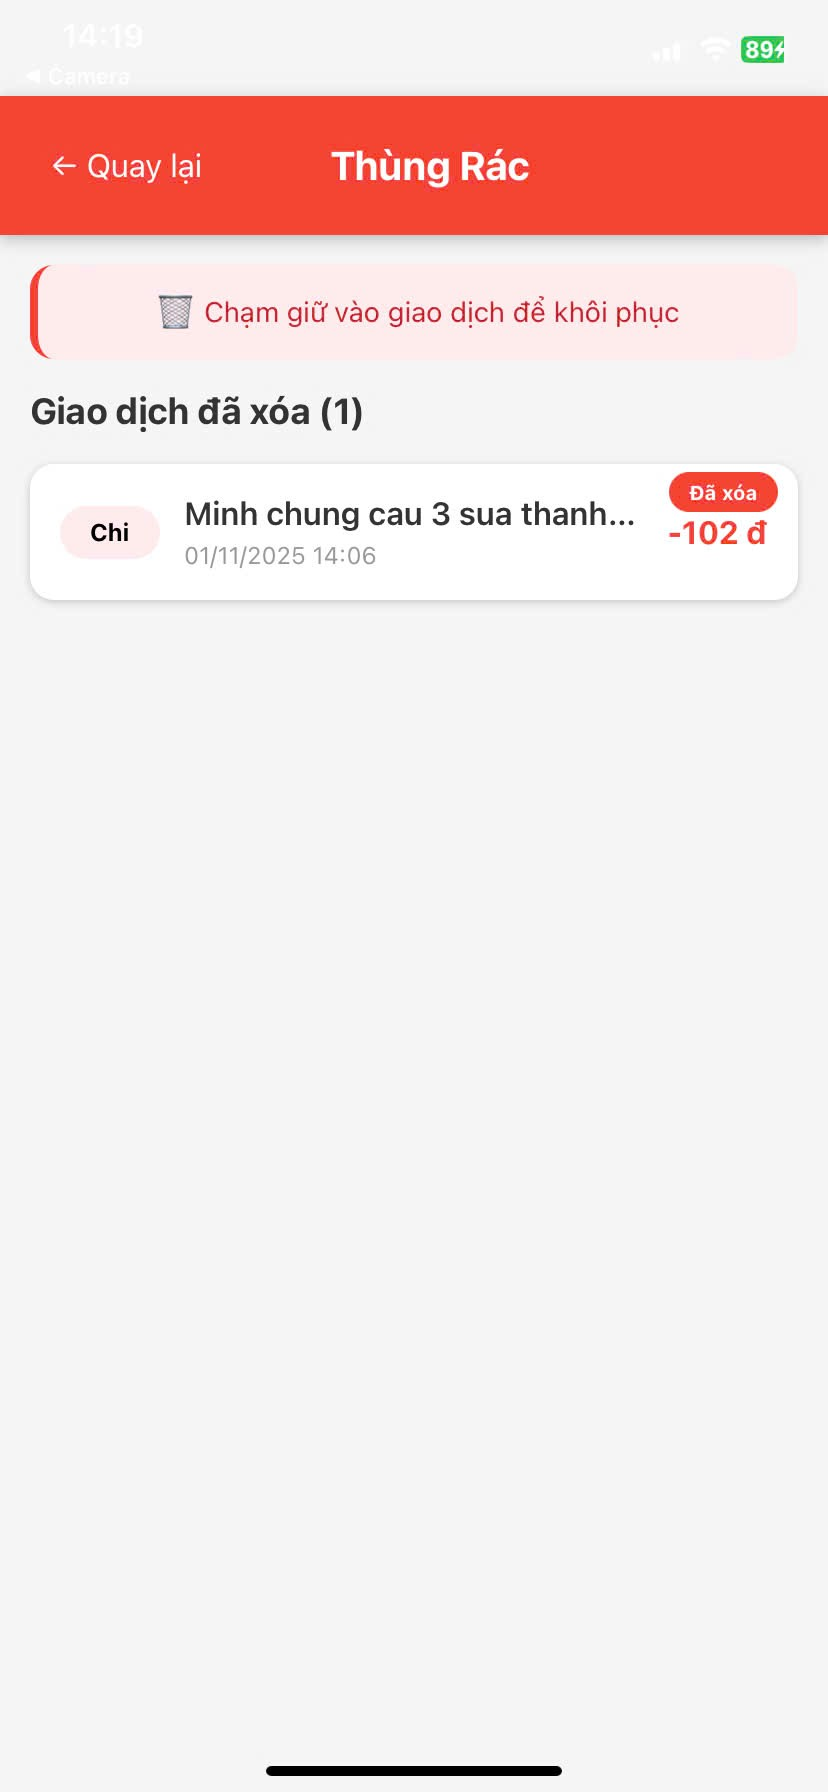 14:19
89
◀ Camera
← Quay lại
Thùng Rác
🗑️ Chạm giữ vào giao dịch để khôi phục
Giao dịch đã xóa (1)
Đã xóa
Chi
Minh chung cau 3 sua thanh...
-102 đ
01/11/2025 14:06